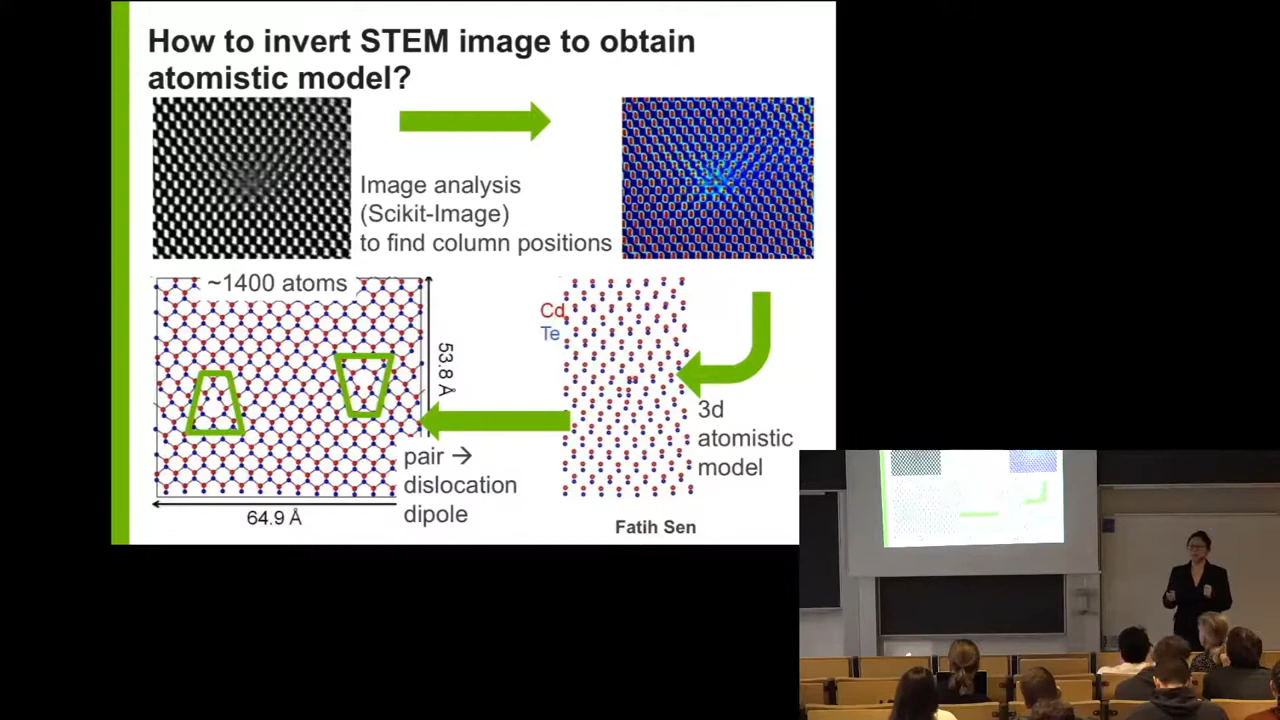 How to invert STEM image to obtain
atomistic model?
Image analysis
(Scikit-Image)
to find column positions
~1400 atoms
53.8 Å
64.9 Å
pair →
dislocation
dipole
Cd
Te
3d
atomistic
model
Fatih Sen